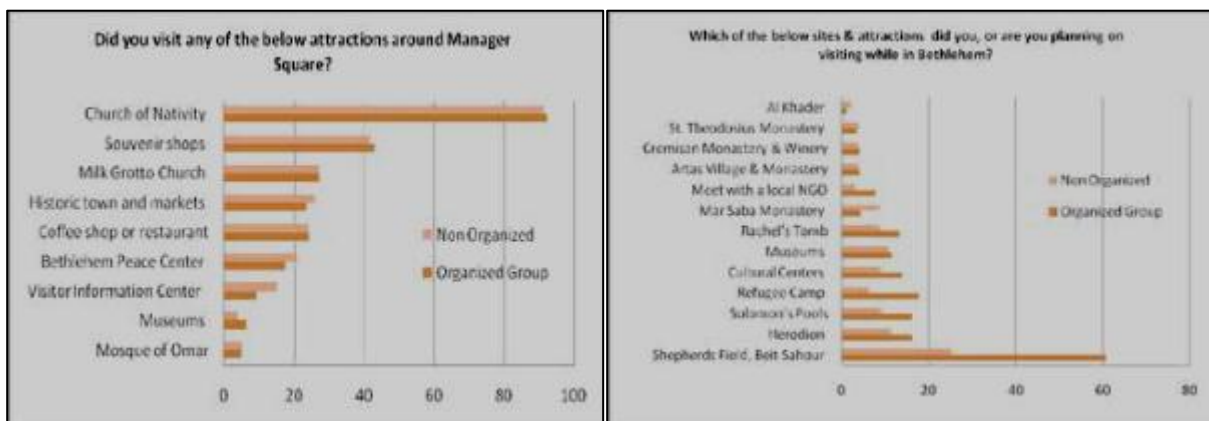 Did you visit any of the below attractions around Manager
Square?
Church of Nativity
Souvenir shops
Milk Grotto Church
Historic town and markets
Coffee shop or restaurant
Bethlehem Peace Center
Visitor Information Center
Museums
Mosque of Omar
Non Organized
Organized Group
0 20 40 60 80 100
Which of the below sites & attractions did you, or are you planning on
visiting while in Bethlehem?
Al Khader
St. Theodosius Monastery
Cremisan Monastery & Winery
Artas Village & Monastery
Meet with a local NGO
Mar Saba Monastery
Rachel's Tomb
Museums
Cultural Centers
Refugee Camp
Solomon's Pools
Herodion
Shepherds Field, Beit Sahour
Non Organized
Organized Group
0 20 40 60 80